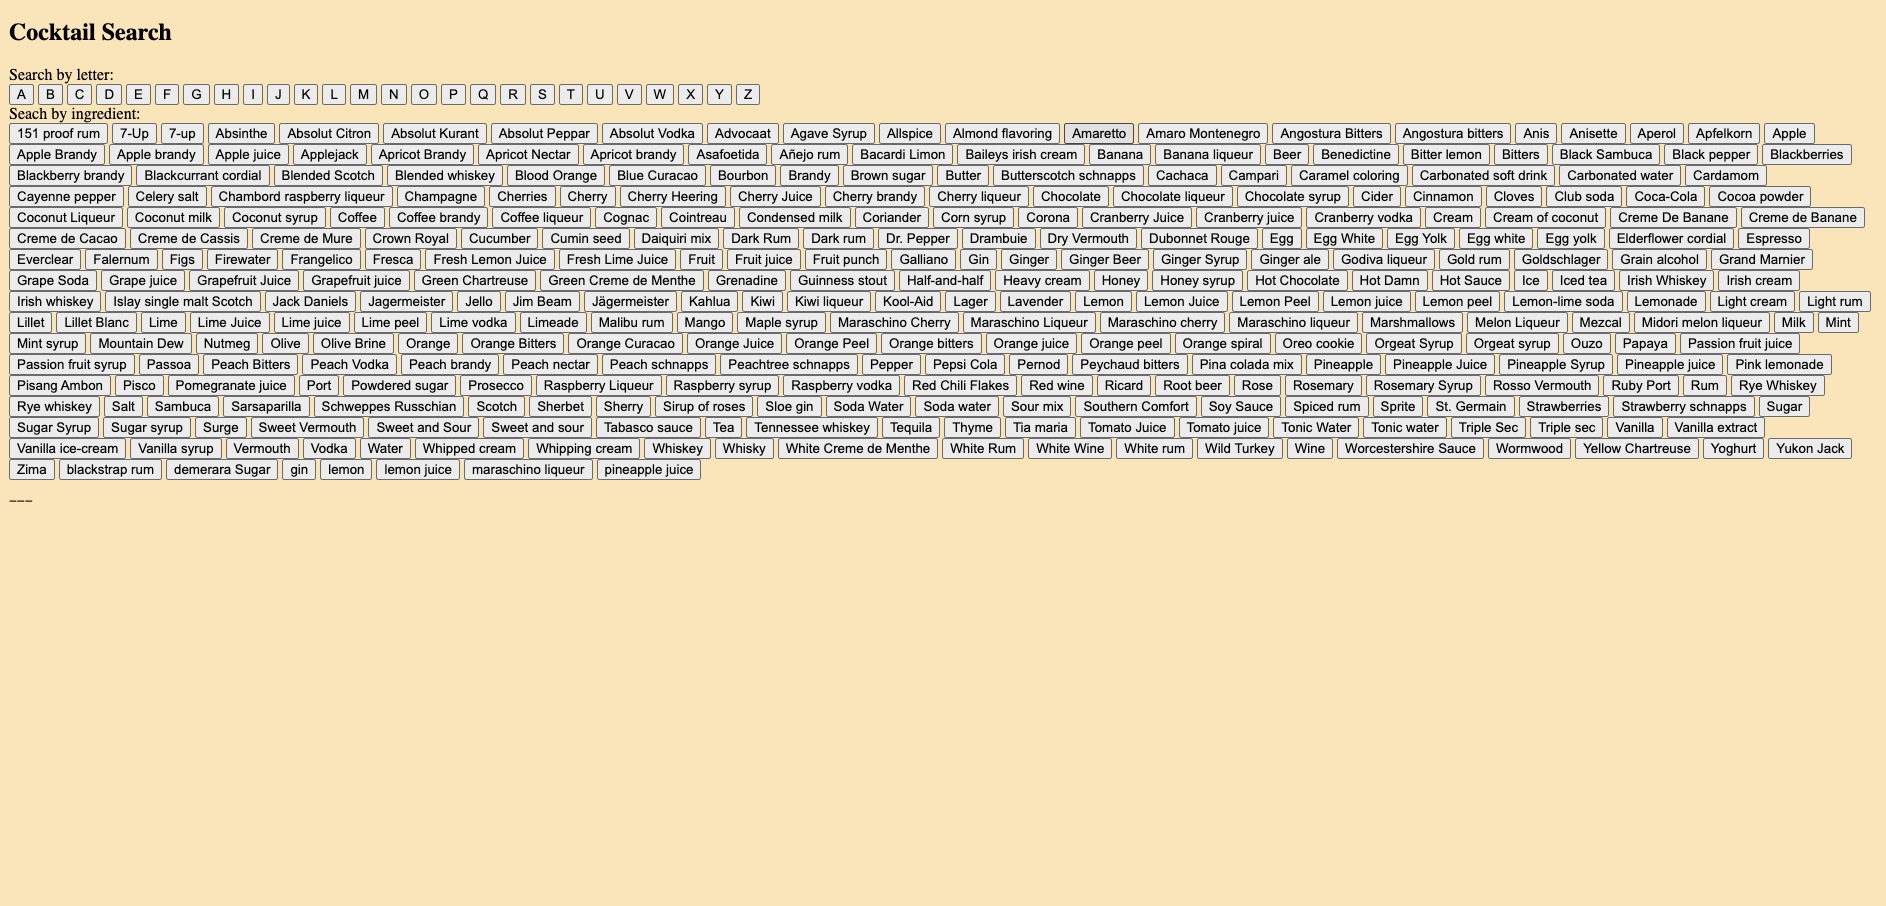 Cocktail Search
Search by letter:
A B C D E F G H I J K L M N O P Q R S T U V W X Y Z
Seach by ingredient:
151 proof rum 7-Up 7-up Absinthe Absolut Citron Absolut Kurant Absolut Peppar Absolut Vodka Advocaat Agave Syrup Allspice Almond flavoring Amaretto Amaro Montenegro Angostura Bitters Angostura bitters Anis Anisette Aperol Apfelkorn Apple
Apple Brandy Apple brandy Apple juice Applejack Apricot Brandy Apricot Nectar Apricot brandy Asafoetida Añejo rum Bacardi Limon Baileys irish cream Banana Banana liqueur Beer Benedictine Bitter lemon Bitters Black Sambuca Black pepper Blackberries
Blackberry brandy Blackcurrant cordial Blended Scotch Blended whiskey Blood Orange Blue Curacao Bourbon Brandy Brown sugar Butter Butterscotch schnapps Cachaca Campari Caramel coloring Carbonated soft drink Carbonated water Cardamom
Cayenne pepper Celery salt Chambord raspberry liqueur Champagne Cherries Cherry Cherry Heering Cherry Juice Cherry brandy Cherry liqueur Chocolate Chocolate liqueur Chocolate syrup Cider Cinnamon Cloves Club soda Coca-Cola Cocoa powder
Coconut Liqueur Coconut milk Coconut syrup Coffee Coffee brandy Coffee liqueur Cognac Cointreau Condensed milk Coriander Corn syrup Corona Cranberry Juice Cranberry juice Cranberry vodka Cream Cream of coconut Creme De Banane Creme de Banane
Creme de Cacao Creme de Cassis Creme de Mure Crown Royal Cucumber Cumin seed Daiquiri mix Dark Rum Dark rum Dr. Pepper Drambuie Dry Vermouth Dubonnet Rouge Egg Egg White Egg Yolk Egg white Egg yolk Elderflower cordial Espresso
Everclear Falernum Figs Firewater Frangelico Fresca Fresh Lemon Juice Fresh Lime Juice Fruit Fruit juice Fruit punch Galliano Gin Ginger Ginger Beer Ginger Syrup Ginger ale Godiva liqueur Gold rum Goldschlager Grain alcohol Grand Marnier
Grape Soda Grape juice Grapefruit Juice Grapefruit juice Green Chartreuse Green Creme de Menthe Grenadine Guinness stout Half-and-half Heavy cream Honey Honey syrup Hot Chocolate Hot Damn Hot Sauce Ice Iced tea Irish Whiskey Irish cream
Irish whiskey Islay single malt Scotch Jack Daniels Jagermeister Jello Jim Beam Jägermeister Kahlua Kiwi Kiwi liqueur Kool-Aid Lager Lavender Lemon Lemon Juice Lemon Peel Lemon juice Lemon peel Lemon-lime soda Lemonade Light cream Light rum
Lillet Lillet Blanc Lime Lime Juice Lime juice Lime peel Lime vodka Limeade Malibu rum Mango Maple syrup Maraschino Cherry Maraschino Liqueur Maraschino cherry Maraschino liqueur Marshmallows Melon Liqueur Mezcal Midori melon liqueur Milk Mint
Mint syrup Mountain Dew Nutmeg Olive Olive Brine Orange Orange Bitters Orange Curacao Orange Juice Orange Peel Orange bitters Orange juice Orange peel Orange spiral Oreo cookie Orgeat Syrup Orgeat syrup Ouzo Papaya Passion fruit juice
Passion fruit syrup Passoa Peach Bitters Peach Vodka Peach brandy Peach nectar Peach schnapps Peachtree schnapps Pepper Pepsi Cola Pernod Peychaud bitters Pina colada mix Pineapple Pineapple Juice Pineapple Syrup Pineapple juice Pink lemonade
Pisang Ambon Pisco Pomegranate juice Port Powdered sugar Prosecco Raspberry Liqueur Raspberry syrup Raspberry vodka Red Chili Flakes Red wine Ricard Root beer Rose Rosemary Rosemary Syrup Rosso Vermouth Ruby Port Rum Rye Whiskey
Rye whiskey Salt Sambuca Sarsaparilla Schweppes Russchian Scotch Sherbet Sherry Sirup of roses Sloe gin Soda Water Soda water Sour mix Southern Comfort Soy Sauce Spiced rum Sprite St. Germain Strawberries Strawberry schnapps Sugar
Sugar Syrup Sugar syrup Surge Sweet Vermouth Sweet and Sour Sweet and sour Tabasco sauce Tea Tennessee whiskey Tequila Thyme Tia maria Tomato Juice Tomato juice Tonic Water Tonic water Triple Sec Triple sec Vanilla Vanilla extract
Vanilla ice-cream Vanilla syrup Vermouth Vodka Water Whipped cream Whipping cream Whiskey Whisky White Creme de Menthe White Rum White Wine White rum Wild Turkey Wine Worcestershire Sauce Wormwood Yellow Chartreuse Yoghurt Yukon Jack
Zima blackstrap rum demerara Sugar gin lemon lemon juice maraschino liqueur pineapple juice
___